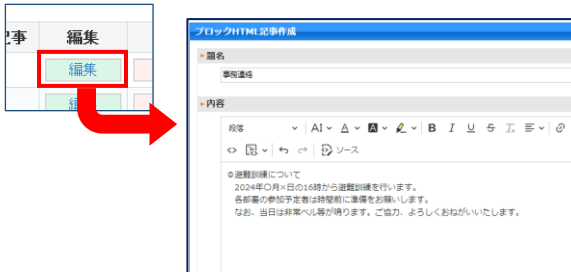 記事
編集
編集
編集
ブロックHTML記事作成
題名
事務連絡
内容
段落 AI A A B I U S Tx
ソース
◎避難訓練について
2024年〇月×日の16時から避難訓練を行います。
各部署の参加予定者は時間前に準備をお願いします。
なお、当日は非常ベル等が鳴ります。ご協力、よろしくおねがいいたします。